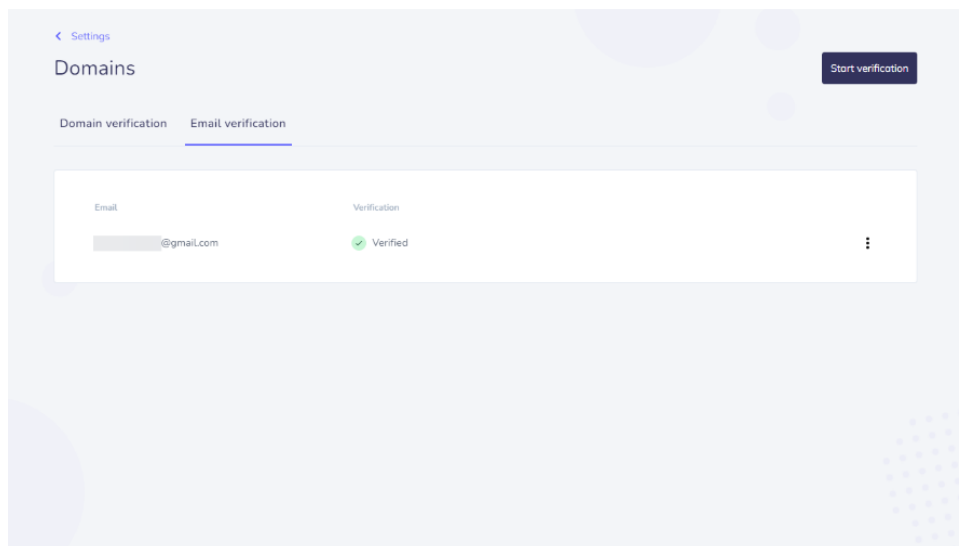 Settings
Domains
Start verification
Domain verification Email verification
Email Verification
@gmail.com Verified